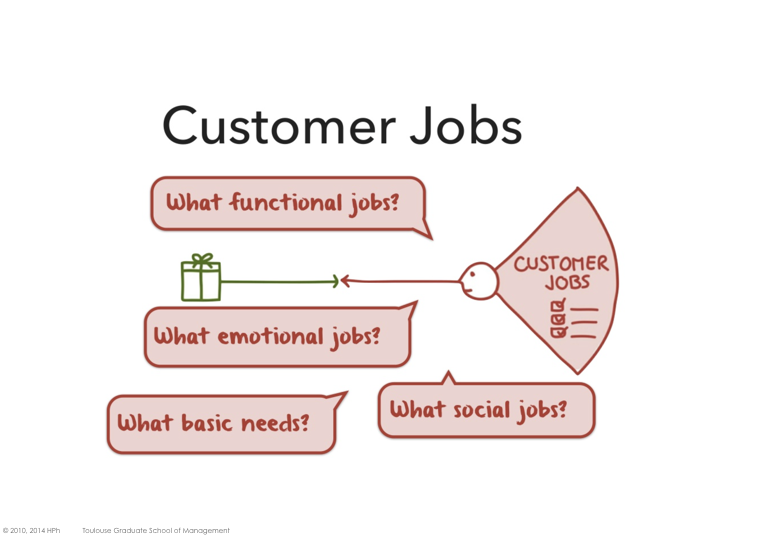 Customer Jobs
What functional jobs?
CUSTOMER
JOBS
What emotional jobs?
What social jobs?
What basic needs?
© 2010, 2014 HPh Toulouse Graduate School of Management